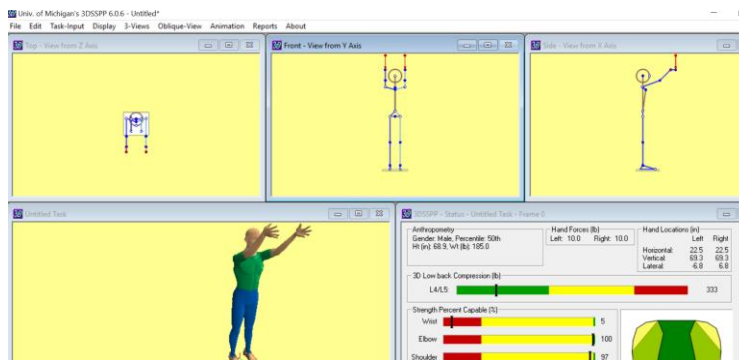 Univ. of Michigan's 3DSSPP 6.0.6 - Untitled*
File Edit Task-Input Display 3-Views Oblique-View Animation Reports About
Top - View from Z Axis
Front - View from Y Axis
Side - View from X Axis
Untitled Task
3DSSPP - Status - Untitled Task - Frame 0
Anthropometry
Gender: Male, Percentile: 50th
Ht (in): 68.9, Wt (lb): 185.0
Hand Forces (lb)
Left: 10.0 Right: 10.0
Hand Locations (in)
Left Right
Horizontal: 22.5 22.5
Vertical: 69.3 69.3
Lateral: -6.8 6.8
3D Low back Compression (lb)
L4/L5: 333
Strength Percent Capable (%)
Wrist 5
Elbow 100
Shoulder 97